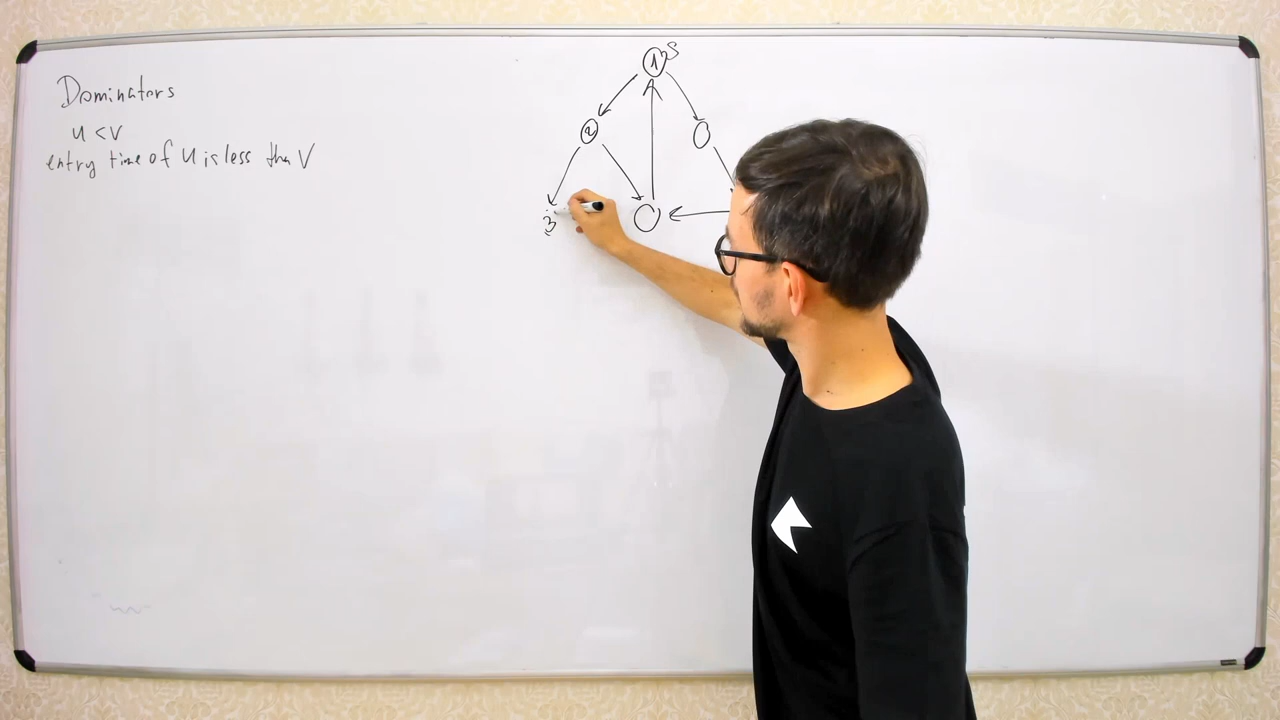 Dominators
u < v
entry time of u is less than v
1 s
2
3